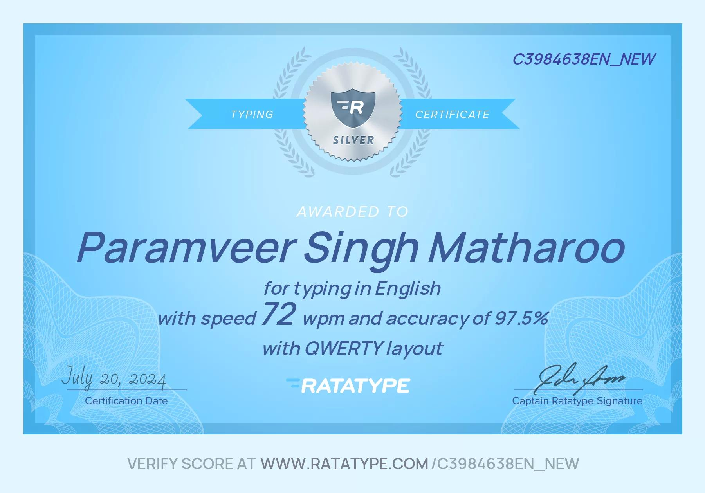 C3984638EN_NEW
TYPING
R
CERTIFICATE
SILVER
AWARDED TO
Paramveer Singh Matharoo
for typing in English
with speed 72 wpm and accuracy of 97.5%
with QWERTY layout
July 20, 2024
RATATYPE
Certification Date
Captain Ratatype Signature
VERIFY SCORE AT WWW.RATATYPE.COM/C3984638EN_NEW